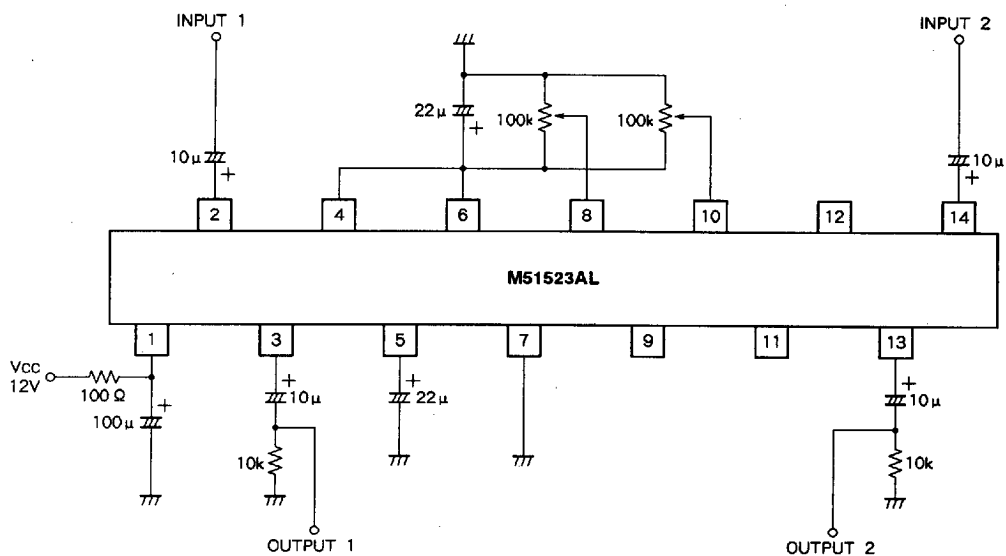 INPUT 1
INPUT 2
22μ
+
100k
100k
10μ
+
10μ
+
2
4
6
8
10
12
14
M51523AL
1
3
5
7
9
11
13
VCC
12V
100Ω
+
100μ
+
10μ
+
22μ
+
10μ
10k
10k
OUTPUT 1
OUTPUT 2